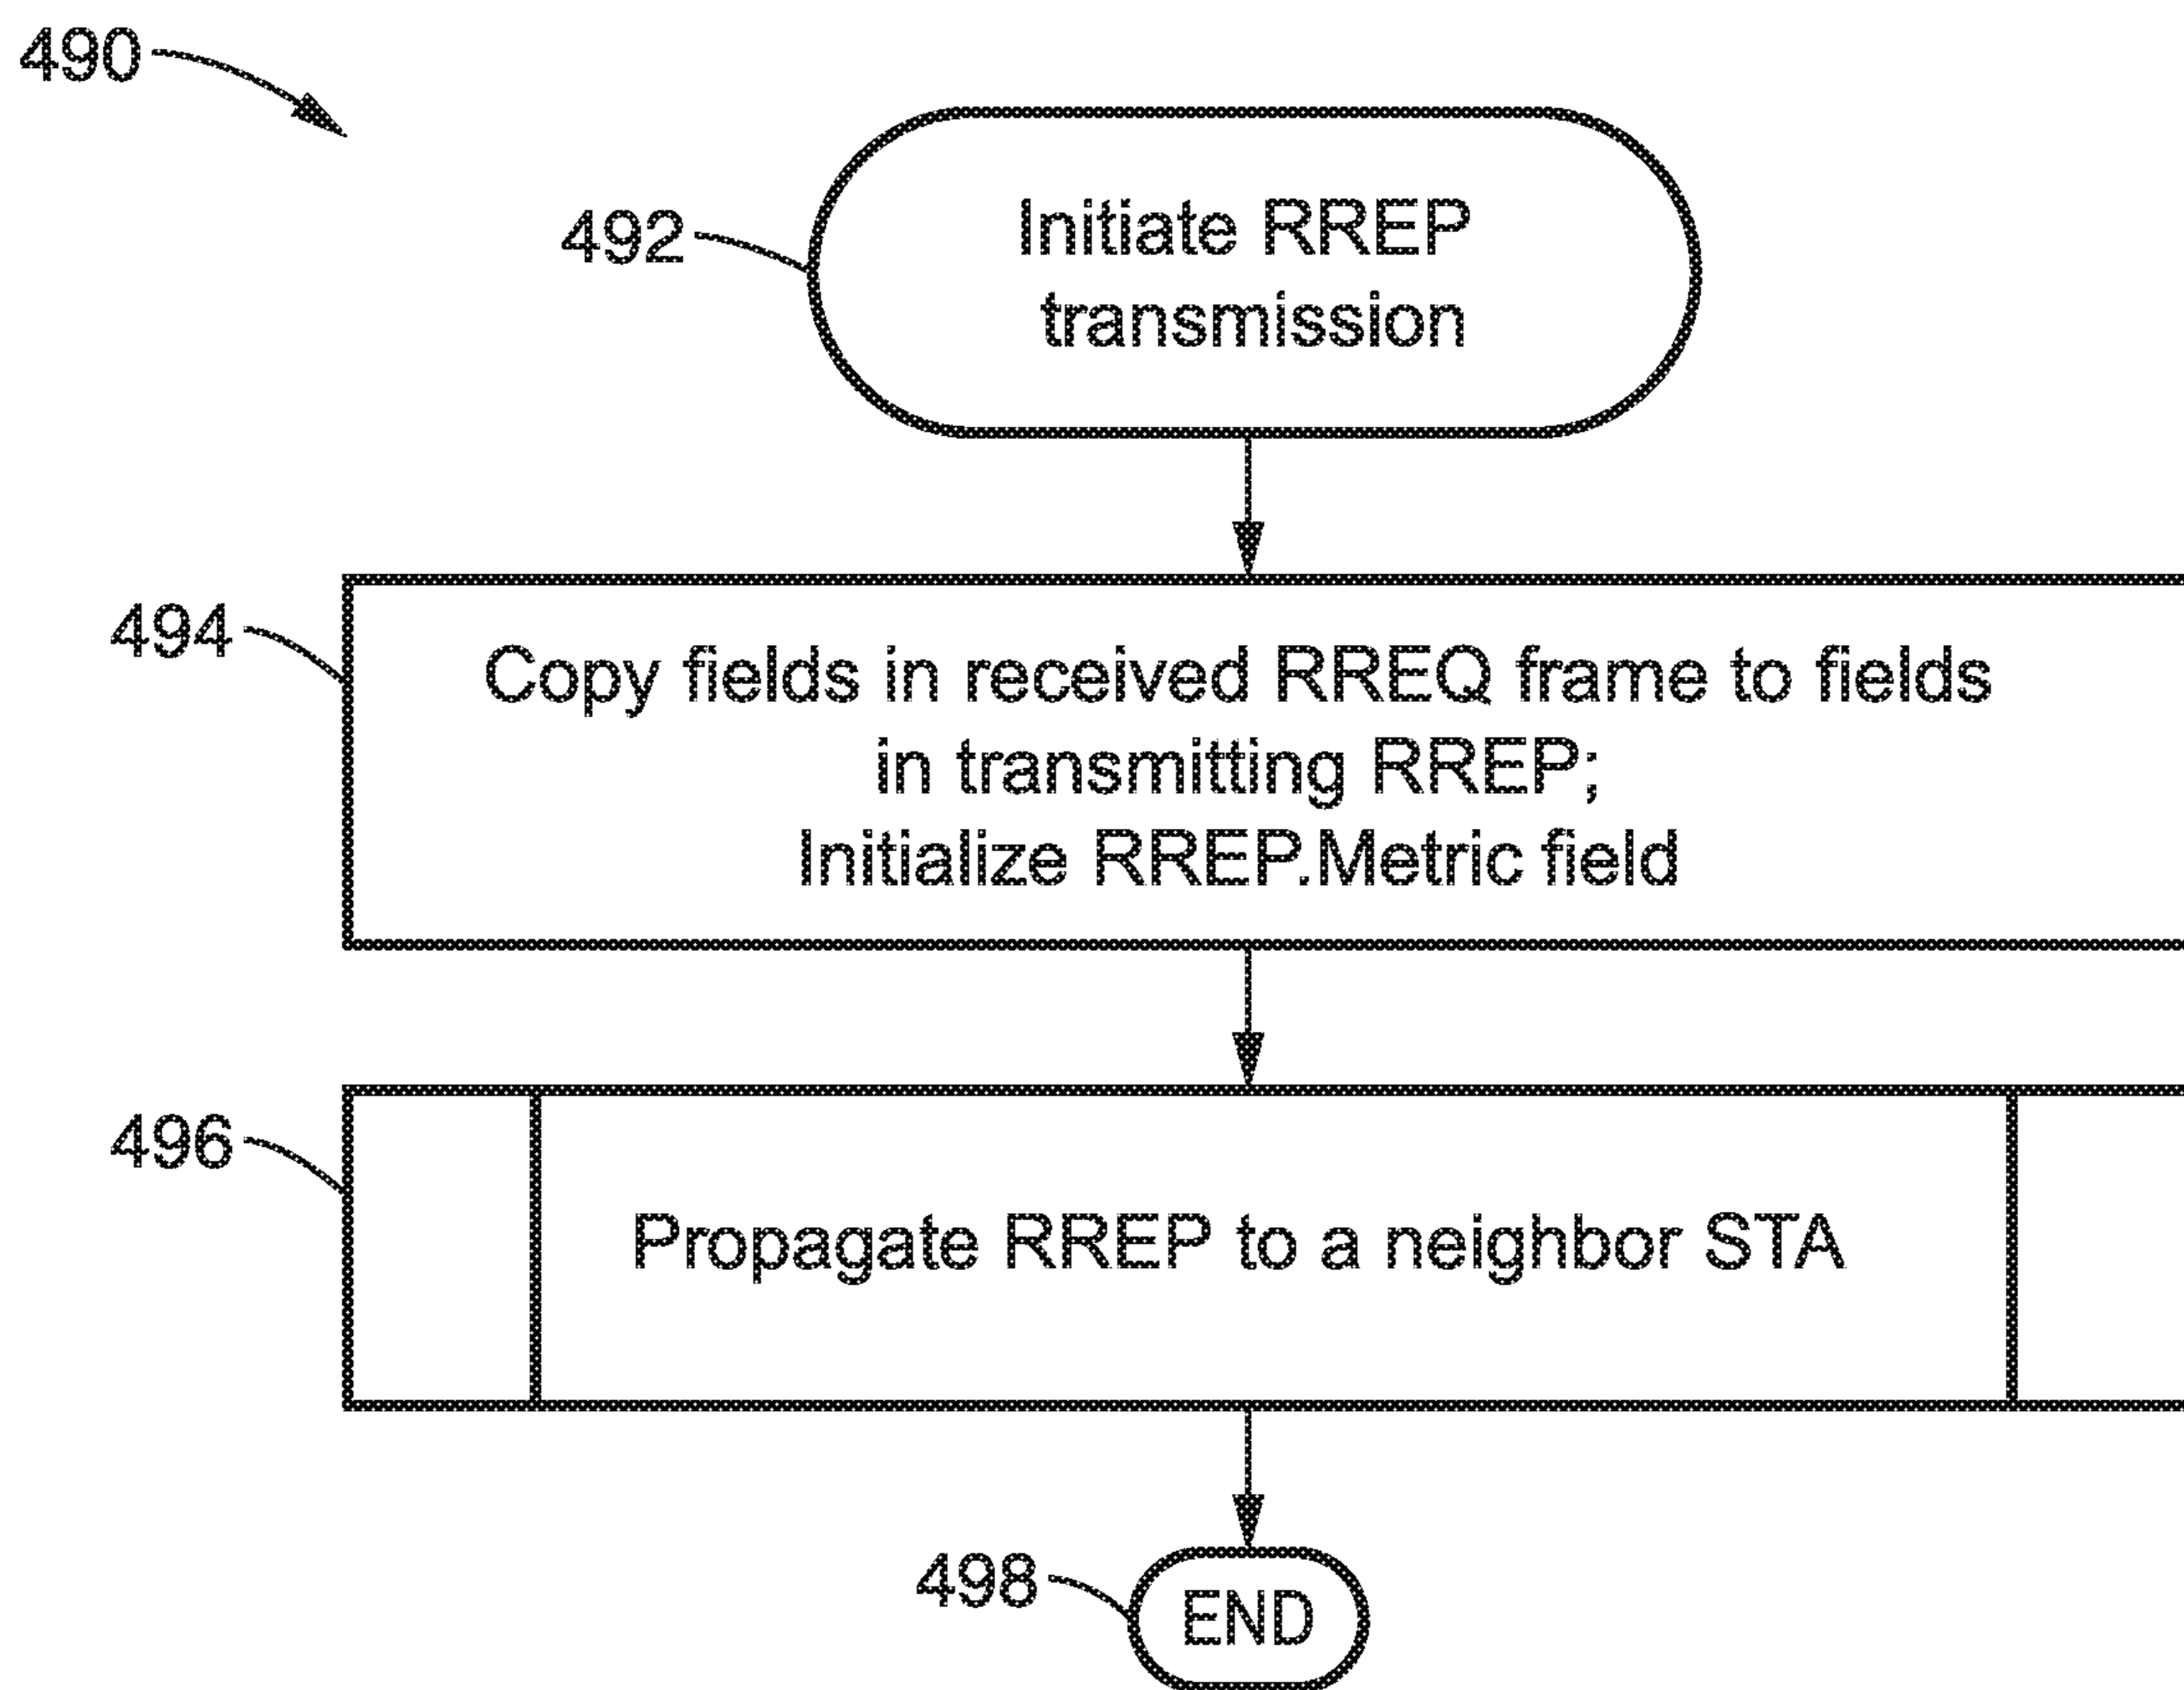 490
492
Initiate RREP
transmission
494
Copy fields in received RREQ frame to fields
in transmitting RREP;
Initialize RREP.Metric field
496
Propagate RREP to a neighbor STA
498
END